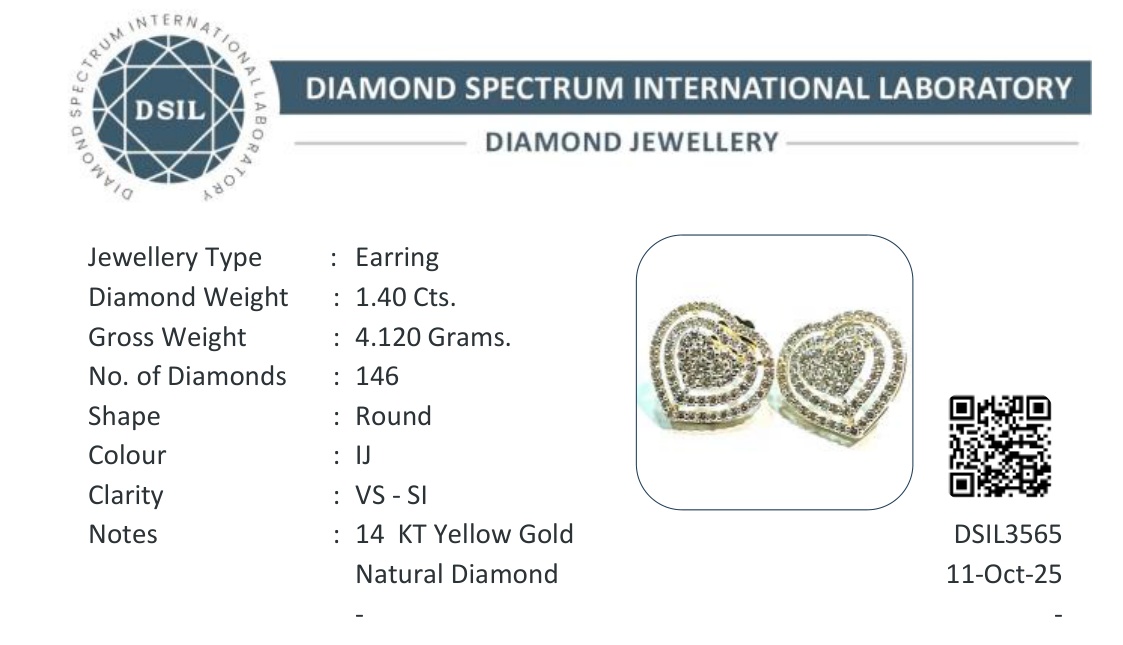 DIAMOND SPECTRUM INTERNATIONAL LABORATORY
DSIL
DIAMOND SPECTRUM INTERNATIONAL LABORATORY
DIAMOND JEWELLERY
Jewellery Type : Earring
Diamond Weight : 1.40 Cts.
Gross Weight : 4.120 Grams.
No. of Diamonds : 146
Shape : Round
Colour : IJ
Clarity : VS - SI
Notes : 14 KT Yellow Gold
DSIL3565
Natural Diamond
11-Oct-25
-
-